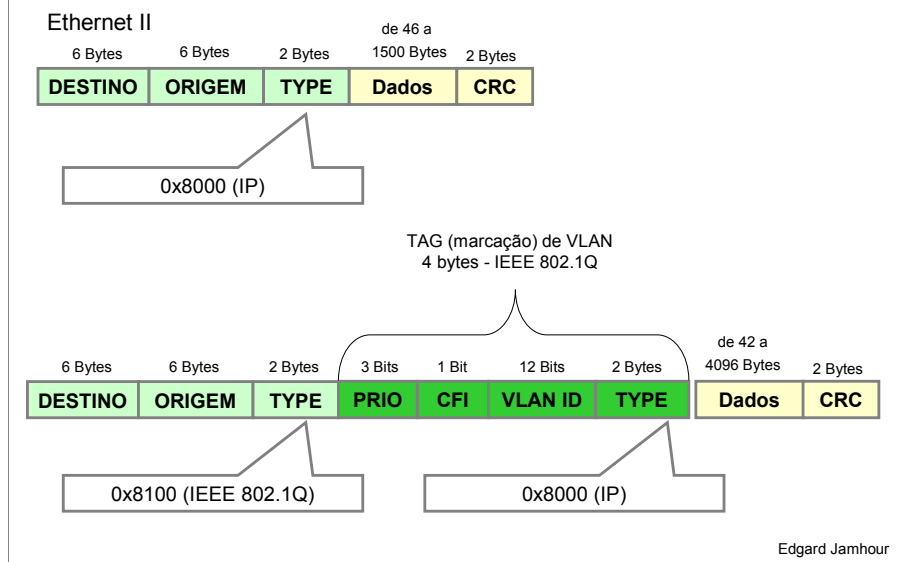 Ethernet II
de 46 a
6 Bytes 6 Bytes 2 Bytes 1500 Bytes 2 Bytes
DESTINO ORIGEM TYPE Dados CRC
0x8000 (IP)
TAG (marcação) de VLAN
4 bytes - IEEE 802.1Q
de 42 a
6 Bytes 6 Bytes 2 Bytes 3 Bits 1 Bit 12 Bits 2 Bytes 4096 Bytes 2 Bytes
DESTINO ORIGEM TYPE PRIO CFI VLAN ID TYPE Dados CRC
0x8100 (IEEE 802.1Q) 0x8000 (IP)
Edgard Jamhour